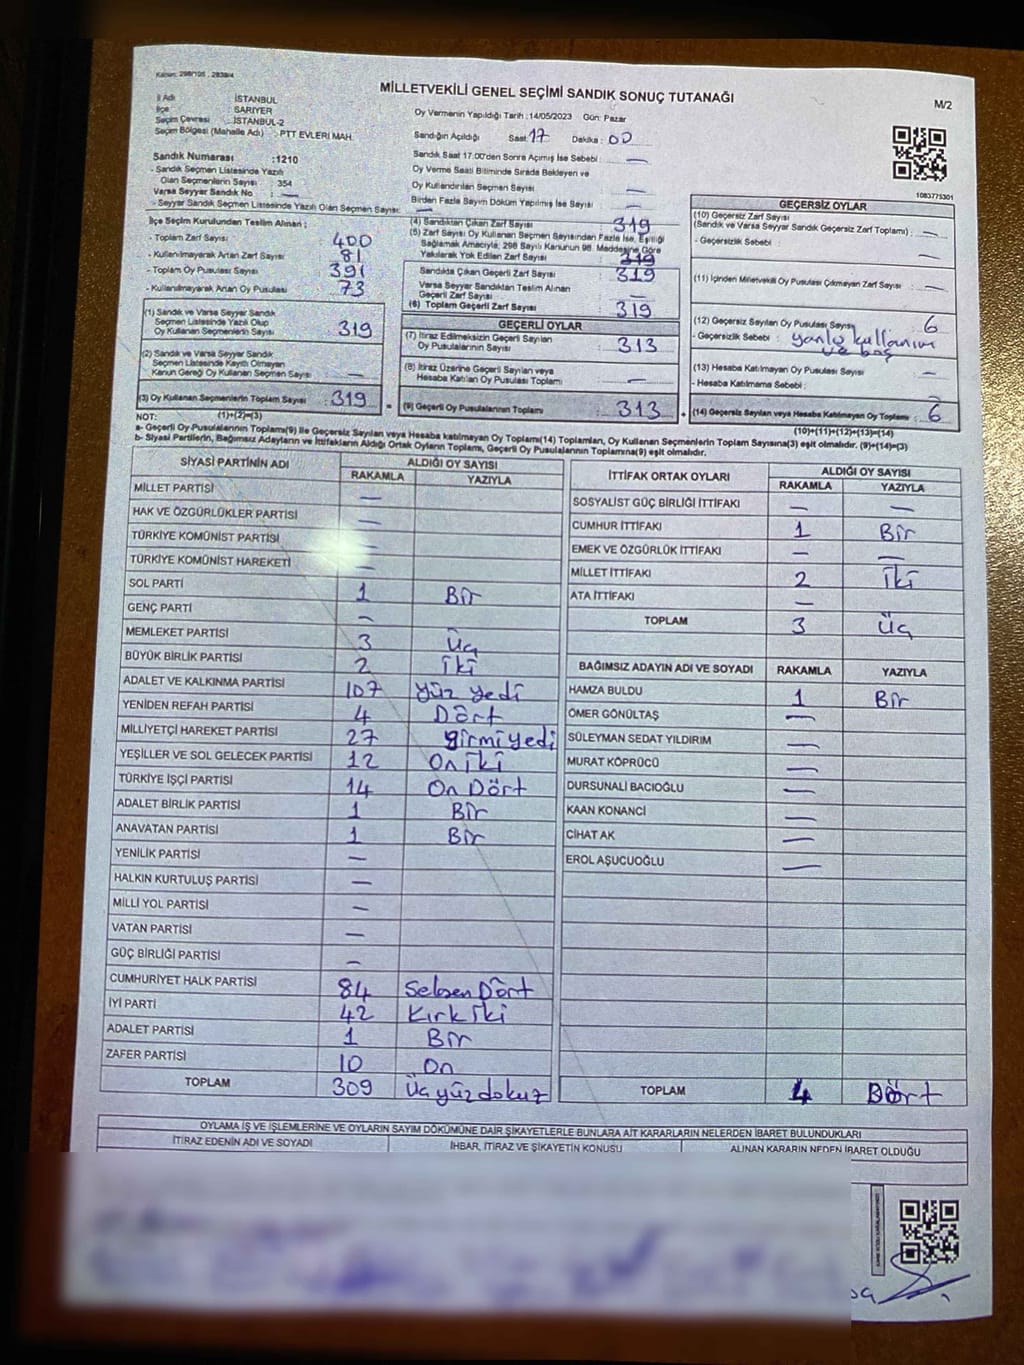 Kanun: 298/105 , 2839/4
MİLLETVEKİLİ GENEL SEÇİMİ SANDIK SONUÇ TUTANAĞI
M/2
İl Adı İSTANBUL
İlçe SARIYER
Seçim Çevresi : İSTANBUL-2
Seçim Bölgesi (Mahalle Adı) : PTT EVLERİ MAH.
Oy Vermenin Yapıldığı Tarih :14/05/2023 Gün: Pazar
Sandığın Açıldığı Saat: 17 Dakika : 00
Sandık Saat 17:00'den Sonra Açılmış İse Sebebi : —
Oy Verme Saati Bitiminde Sırada Bekleyen ve
Oy Kullandırılan Seçmen Sayısı —
Birden Fazla Sayım Döküm Yapılmış İse Sayısı —
Sandık Numarası :1210
- Sandık Seçmen Listesinde Yazılı
Olan Seçmenlerin Sayısı : 354
Varsa Seyyar Sandık No —
- Seyyar Sandık Seçmen Listesinde Yazılı Olan Seçmen Sayısı: —
1083775301
İlçe Seçim Kurulundan Teslim Alınan ;
- Toplam Zarf Sayısı : 400
- Kullanılmayarak Artan Zarf Sayısı : 81
- Toplam Oy Pusulası Sayısı : 391
- Kullanılmayarak Artan Oy Pusulası : 73
(1) Sandık ve Varsa Seyyar Sandık
Seçmen Listesinde Yazılı Olup
Oy Kullanan Seçmenlerin Sayısı : 319
(2) Sandık ve Varsa Seyyar Sandık
Seçmen Listesinde Kayıtlı Olmayan
Kanun Gereği Oy Kullanan Seçmen Sayısı : —
(3) Oy Kullanan Seçmenlerin Toplam Sayısı : 319
(1)+(2)=(3)
(4) Sandıktan Çıkan Zarf Sayısı : 319
(5) Zarf Sayısı Oy Kullanan Seçmen Sayısından Fazla İse, Eşitliği
Sağlamak Amacıyla; 298 Sayılı Kanunun 98. Maddesine Göre
Yakılarak Yok Edilen Zarf Sayısı : 319
Sandıkta Çıkan Geçerli Zarf Sayısı : 319
Varsa Seyyar Sandıktan Teslim Alınan
Geçerli Zarf Sayısı —
(6) Toplam Geçerli Zarf Sayısı : 319
GEÇERLİ OYLAR
(7) İtiraz Edilmeksizin Geçerli Sayılan
Oy Pusulalarının Sayısı : 313
(8) İtiraz Üzerine Geçerli Sayılan veya
Hesaba Katılan Oy Pusulası Toplamı : —
(9) Geçerli Oy Pusulalarının Toplamı : 313
GEÇERSİZ OYLAR
(10) Geçersiz Zarf Sayısı
(Sandık ve Varsa Seyyar Sandık Geçersiz Zarf Toplamı) : —
- Geçersizlik Sebebi : —
(11) İçinden Milletvekili Oy Pusulası Çıkmayan Zarf Sayısı : —
(12) Geçersiz Sayılan Oy Pusulası Sayısı : 6
- Geçersizlik Sebebi : yanlış kullanım
ve boş
(13) Hesaba Katılmayan Oy Pusulası Sayısı : —
- Hesaba Katılmama Sebebi :
(14) Geçersiz Sayılan veya Hesaba Katılmayan Oy Toplamı : 6
(10)+(11)+(12)+(13)=(14)
NOT:
a- Geçerli Oy Pusulalarının Toplamı(9) ile Geçersiz Sayılan veya Hesaba katılmayan Oy Toplamı(14) Toplamları, Oy Kullanan Seçmenlerin Toplam Sayısına(3) eşit olmalıdır. (9)+(14)=(3)
b- Siyasi Partilerin, Bağımsız Adayların ve İttifakların Aldığı Ortak Oyların Toplamı, Geçerli Oy Pusulalarının Toplamına(9) eşit olmalıdır.
SİYASİ PARTİNİN ADI ALDIĞI OY SAYISI
RAKAMLA YAZIYLA
MİLLET PARTİSİ —
HAK VE ÖZGÜRLÜKLER PARTİSİ —
TÜRKİYE KOMÜNİST PARTİSİ —
TÜRKİYE KOMÜNİST HAREKETİ —
SOL PARTİ 1 Bir
GENÇ PARTİ —
MEMLEKET PARTİSİ 3 Üç
BÜYÜK BİRLİK PARTİSİ 2 İki
ADALET VE KALKINMA PARTİSİ 107 Yüz yedi
YENİDEN REFAH PARTİSİ 4 Dört
MİLLİYETÇİ HAREKET PARTİSİ 27 Yirmi yedi
YEŞİLLER VE SOL GELECEK PARTİSİ 12 On İki
TÜRKİYE İŞÇİ PARTİSİ 14 On Dört
ADALET BİRLİK PARTİSİ 1 Bir
ANAVATAN PARTİSİ 1 Bir
YENİLİK PARTİSİ —
HALKIN KURTULUŞ PARTİSİ —
MİLLİ YOL PARTİSİ —
VATAN PARTİSİ —
GÜÇ BİRLİĞİ PARTİSİ —
CUMHURİYET HALK PARTİSİ 84 Seksen Dört
İYİ PARTİ 42 Kırk İki
ADALET PARTİSİ 1 Bir
ZAFER PARTİSİ 10 On
TOPLAM 309 Üç yüz dokuz
İTTİFAK ORTAK OYLARI ALDIĞI OY SAYISI
RAKAMLA YAZIYLA
SOSYALİST GÜÇ BİRLİĞİ İTTİFAKI — —
CUMHUR İTTİFAKI 1 Bir
EMEK VE ÖZGÜRLÜK İTTİFAKI — —
MİLLET İTTİFAKI 2 İki
ATA İTTİFAKI —
TOPLAM 3 Üç
BAĞIMSIZ ADAYIN ADI VE SOYADI RAKAMLA YAZIYLA
HAMZA BULDU 1 Bir
ÖMER GÖNÜLTAŞ —
SÜLEYMAN SEDAT YILDIRIM —
MURAT KÖPRÜCÜ —
DURSUNALİ BACIOĞLU —
KAAN KONANCİ —
CİHAT AK —
EROL AŞUCUOĞLU —
TOPLAM 4 Dört
OYLAMA İŞ VE İŞLEMLERİNE VE OYLARIN SAYIM DÖKÜMÜNE DAİR ŞİKAYETLERLE BUNLARA AİT KARARLARIN NELERDEN İBARET BULUNDUKLARI
İTİRAZ EDENİN ADI VE SOYADI İHBAR, İTİRAZ VE ŞİKAYETİN KONUSU ALINAN KARARIN NEDEN İBARET OLDUĞU